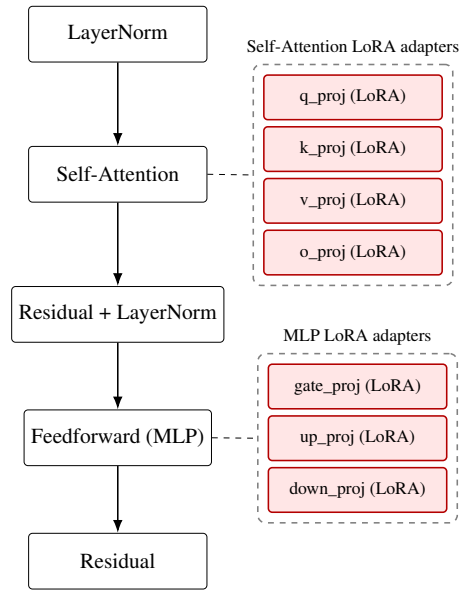 LayerNorm
Self-Attention LoRA adapters
q_proj (LoRA)
k_proj (LoRA)
Self-Attention
v_proj (LoRA)
o_proj (LoRA)
Residual + LayerNorm
MLP LoRA adapters
gate_proj (LoRA)
Feedforward (MLP)
up_proj (LoRA)
down_proj (LoRA)
Residual